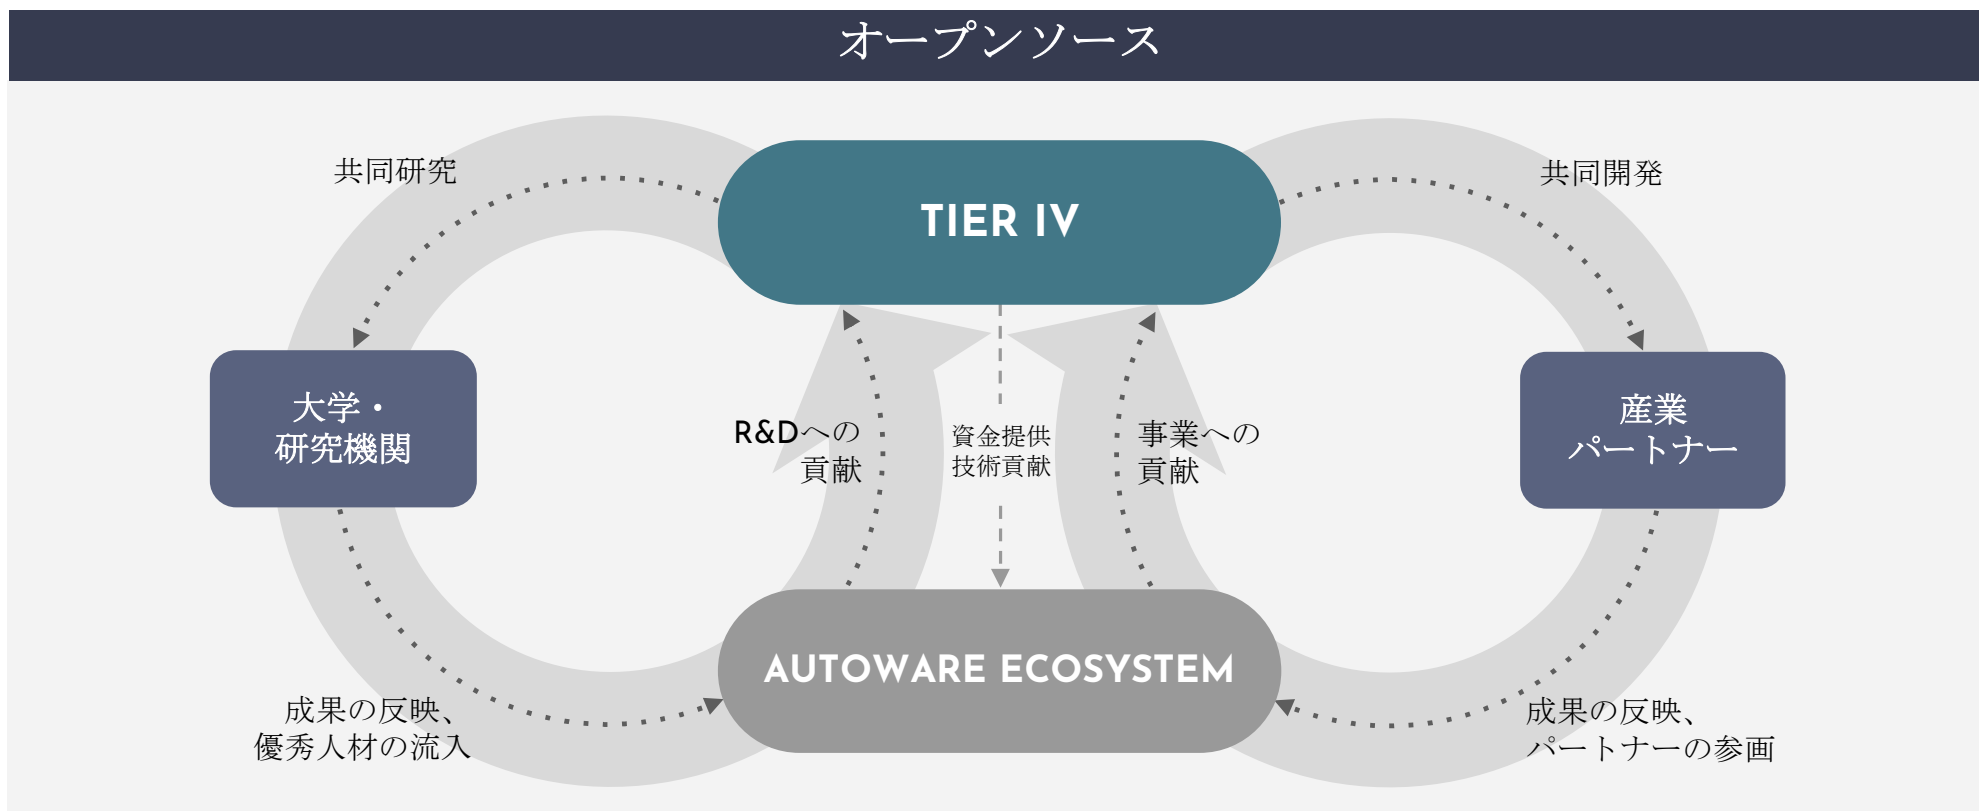 オープンソース
共同研究
TIER IV
共同開発
大学・
研究機関
R&Dへの
貢献
資金提供
技術貢献
事業への
貢献
産業
パートナー
AUTOWARE ECOSYSTEM
成果の反映、
優秀人材の流入
成果の反映、
パートナーの参画